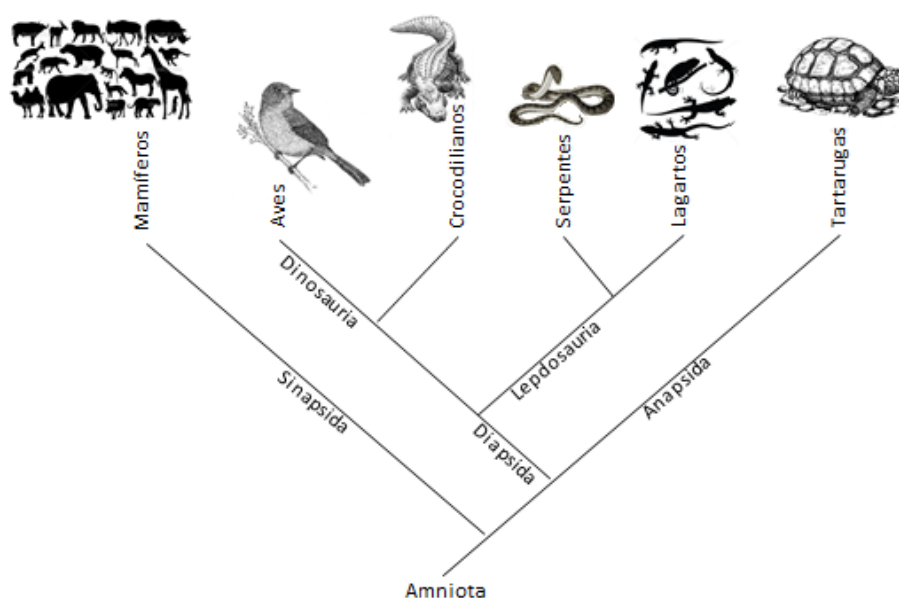 Mamíferos
Aves
Crocodilianos
Serpentes
Lagartos
Tartarugas
Dinosauria
Lepdosauria
Sinapsida
Diapsida
Anapsida
Amniota